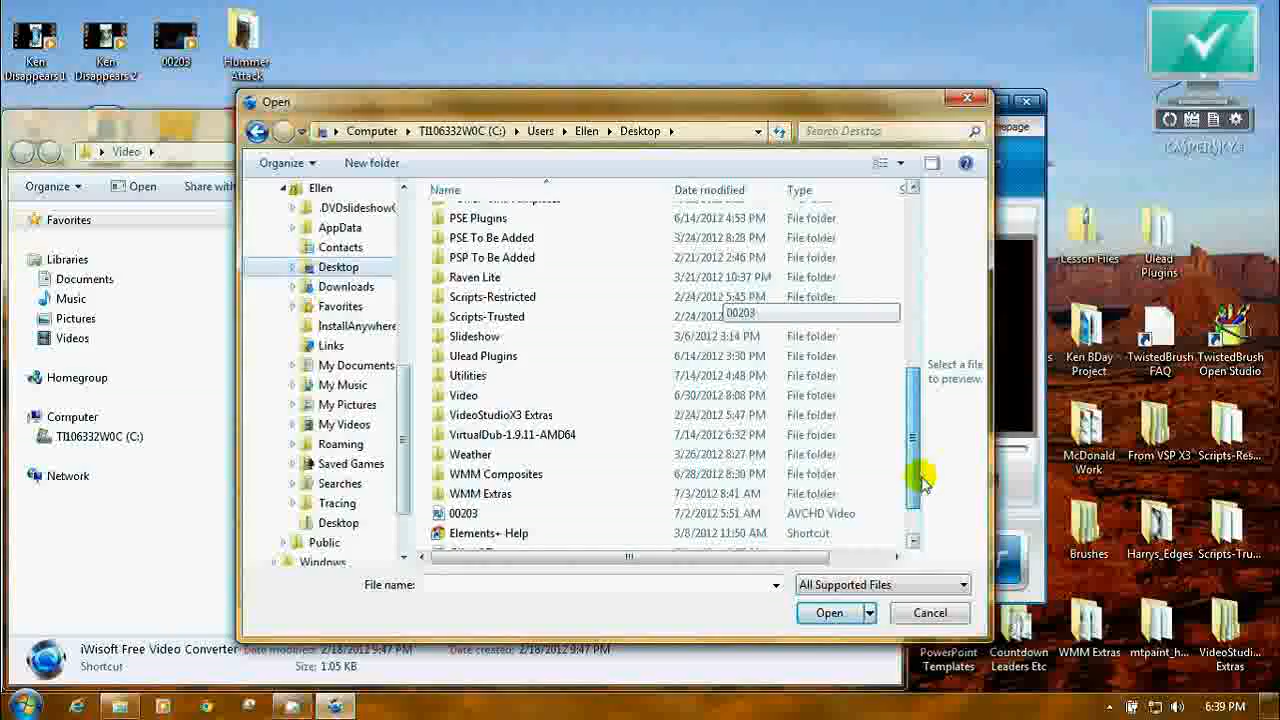 Ken
Disappears 1
Ken
Disappears 2
00203
Hummer
Attack
Open
Computer
TI106332W0C (C:)
Users
Ellen
Desktop
Search Desktop
Organize
New folder
Video
Organize
Open
Share with
Favorites
Libraries
Documents
Music
Pictures
Videos
Homegroup
Computer
TI106332W0C (C:)
Network
Ellen
.DVDslideshow
AppData
Contacts
Desktop
Downloads
Favorites
InstallAnywhere
Links
My Documents
My Music
My Pictures
My Videos
Roaming
Saved Games
Searches
Tracing
Desktop
Public
Windows
Name Date modified Type S
PSE Plugins 6/14/2012 4:53 PM File folder
PSE To Be Added 3/24/2012 8:28 PM File folder
PSP To Be Added 2/21/2012 2:46 PM File folder
Raven Lite 3/21/2012 10:37 PM File folder
Scripts-Restricted 2/24/2012 5:45 PM File folder
Scripts-Trusted 2/24/2012
00203
Slideshow 3/6/2012 3:14 PM File folder
Ulead Plugins 6/14/2012 3:30 PM File folder
Utilities 7/14/2012 4:48 PM File folder
Video 6/30/2012 8:08 PM File folder
VideoStudioX3 Extras 2/24/2012 5:47 PM File folder
VirtualDub-1.9.11-AMD64 7/14/2012 6:32 PM File folder
Weather 3/26/2012 8:27 PM File folder
WMM Composites 6/28/2012 8:30 PM File folder
WMM Extras 7/3/2012 8:41 AM File folder
00203 7/2/2012 5:51 AM AVCHD Video
Elements+ Help 3/8/2012 11:50 AM Shortcut
Select a file
to preview.
File name:
All Supported Files
Open
Cancel
iWisoft Free Video Converter Date modified: 2/18/2012 9:47 PM Date created: 2/18/2012 9:47 PM
Shortcut Size: 1.05 KB
epage
KASPERSKY
Lesson Files
Ulead
Plugins
Ken BDay
Project
TwistedBrush
FAQ
TwistedBrush
Open Studio
McDonald
Work
From VSP X3
Scripts-Res...
Brushes
Harrys_Edges
Scripts-Tru...
PowerPoint
Templates
Countdown
Leaders Etc
WMM Extras
mtpaint_h...
VideoStudi...
Extras
6:39 PM